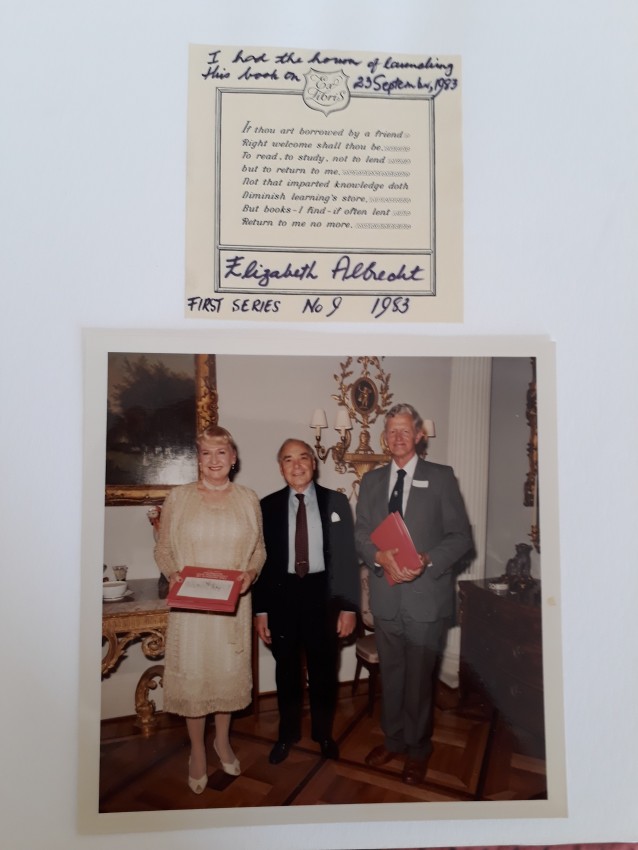 I had the honour of launching
this book on 23 September, 1983
Ex
Libris
If thou art borrowed by a friend
Right welcome shall thou be,
To read, to study, not to lend
but to return to me.
Not that imparted knowledge doth
Diminish learning's store,
But books - I find - if often lent
Return to me no more.
Elizabeth Albrecht
FIRST SERIES No 9 1983